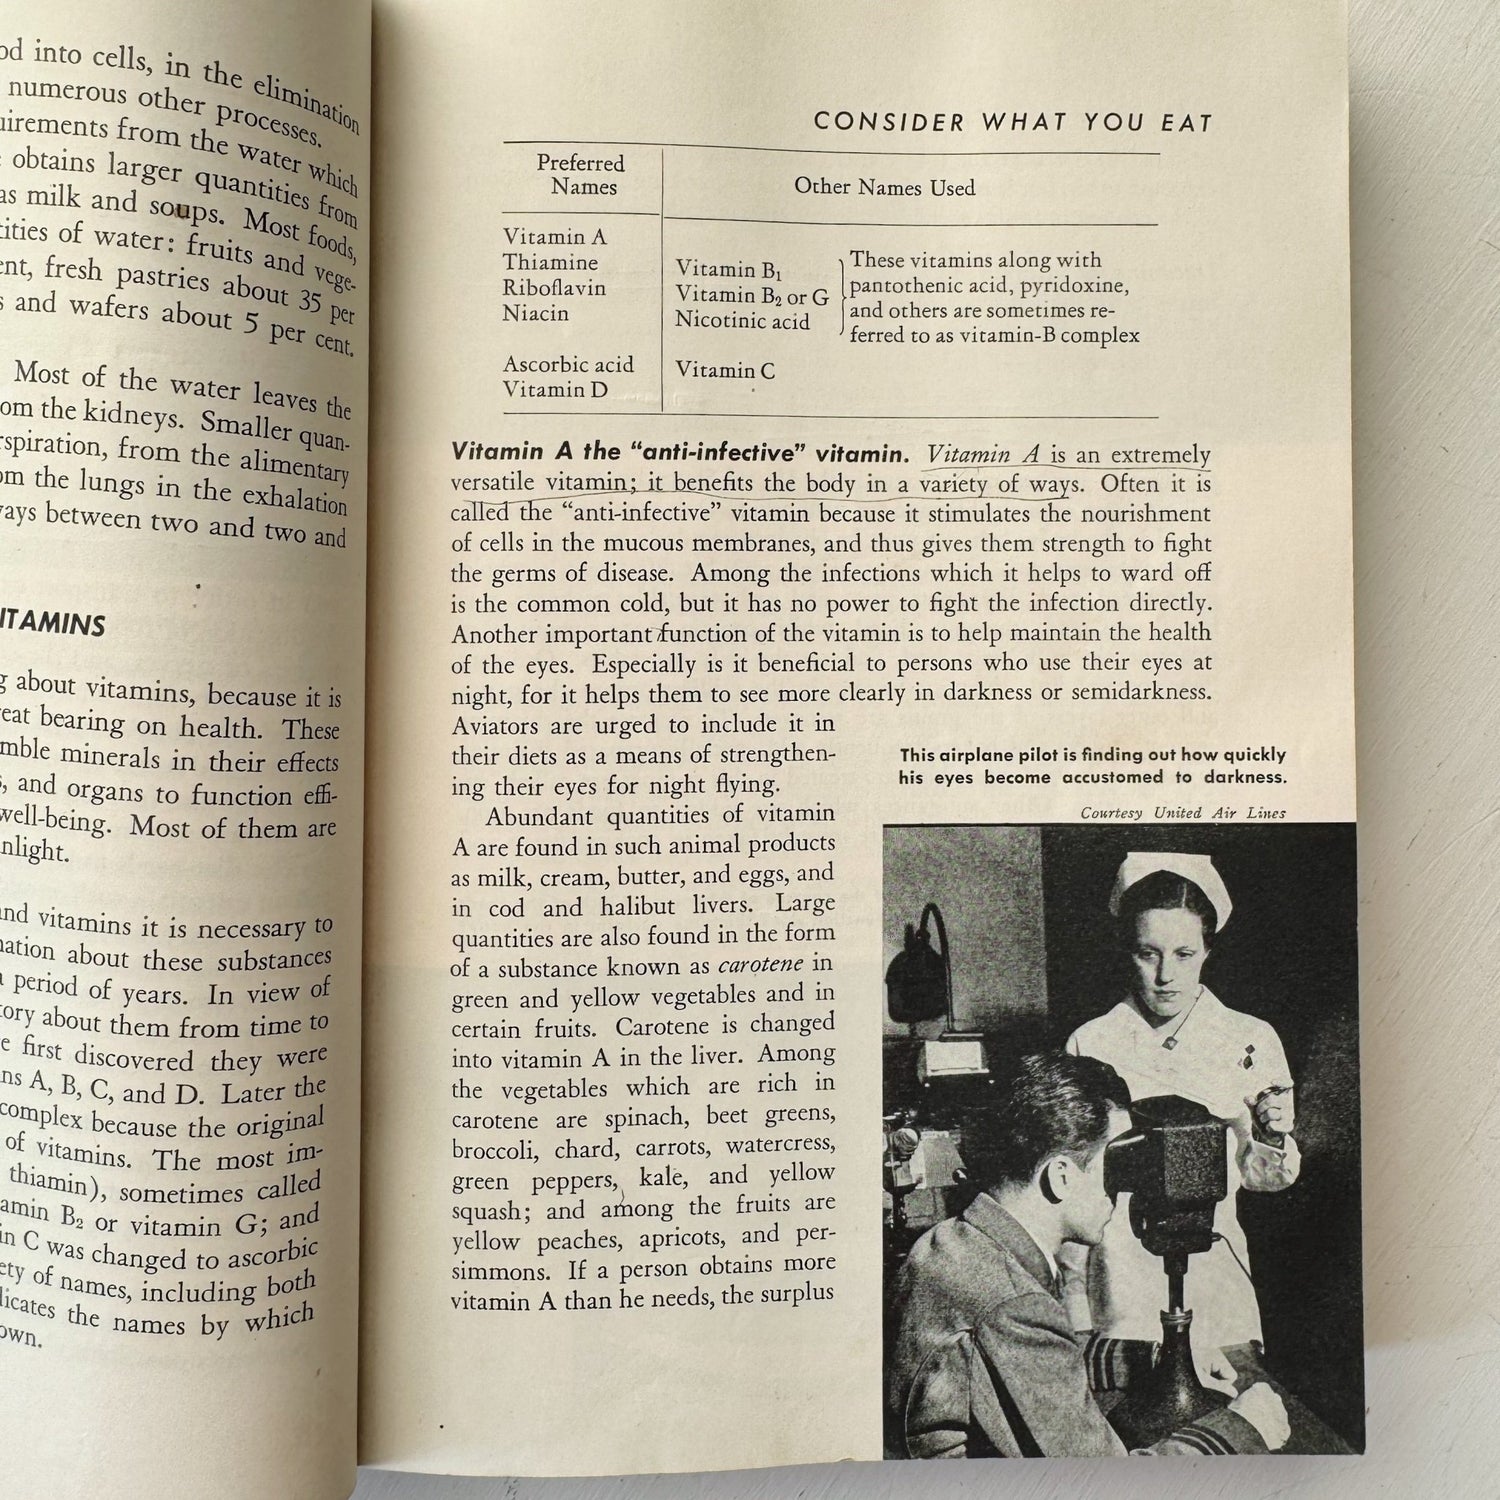 into cells, in the elimination
numerous other processes.
from the water which
obtains larger quantities from
as milk and soups. Most foods,
of water: fruits and vege-
fresh pastries about 35 per
and wafers about 5 per cent.
Most of the water leaves the
the kidneys. Smaller quan-
from the alimentary
the lungs in the exhalation
between two and two and
about vitamins, because it is
bearing on health. These
minerals in their effects
and organs to function effi-
well-being. Most of them are
and vitamins it is necessary to
about these substances
period of years. In view of
about them from time to
first discovered they were
A, B, C, and D. Later the
complex because the original
of vitamins. The most im-
thiamin), sometimes called
B₂ or vitamin G; and
C was changed to ascorbic
of names, including both
the names by which
CONSIDER WHAT YOU EAT
Preferred
Names
Other Names Used
Vitamin A
Thiamine
Riboflavin
Niacin
Ascorbic acid
Vitamin D
Vitamin B₁
Vitamin B₂ or G
Nicotinic acid
Vitamin C
These vitamins along with
pantothenic acid, pyridoxine,
and others are sometimes re-
ferred to as vitamin-B complex
Vitamin A the “anti-infective” vitamin. Vitamin A is an extremely
versatile vitamin; it benefits the body in a variety of ways. Often it is
called the “anti-infective” vitamin because it stimulates the nourishment
of cells in the mucous membranes, and thus gives them strength to fight
the germs of disease. Among the infections which it helps to ward off
is the common cold, but it has no power to fight the infection directly.
Another important function of the vitamin is to help maintain the health
of the eyes. Especially is it beneficial to persons who use their eyes at
night, for it helps them to see more clearly in darkness or semidarkness.
Aviators are urged to include it in
their diets as a means of strengthen-
ing their eyes for night flying.
Abundant quantities of vitamin
A are found in such animal products
as milk, cream, butter, and eggs, and
in cod and halibut livers. Large
quantities are also found in the form
of a substance known as carotene in
green and yellow vegetables and in
certain fruits. Carotene is changed
into vitamin A in the liver. Among
the vegetables which are rich in
carotene are spinach, beet greens,
broccoli, chard, carrots, watercress,
green peppers, kale, and yellow
squash; and among the fruits are
yellow peaches, apricots, and per-
simmons. If a person obtains more
vitamin A than he needs, the surplus
This airplane pilot is finding out how quickly
his eyes become accustomed to darkness.
Courtesy United Air Lines